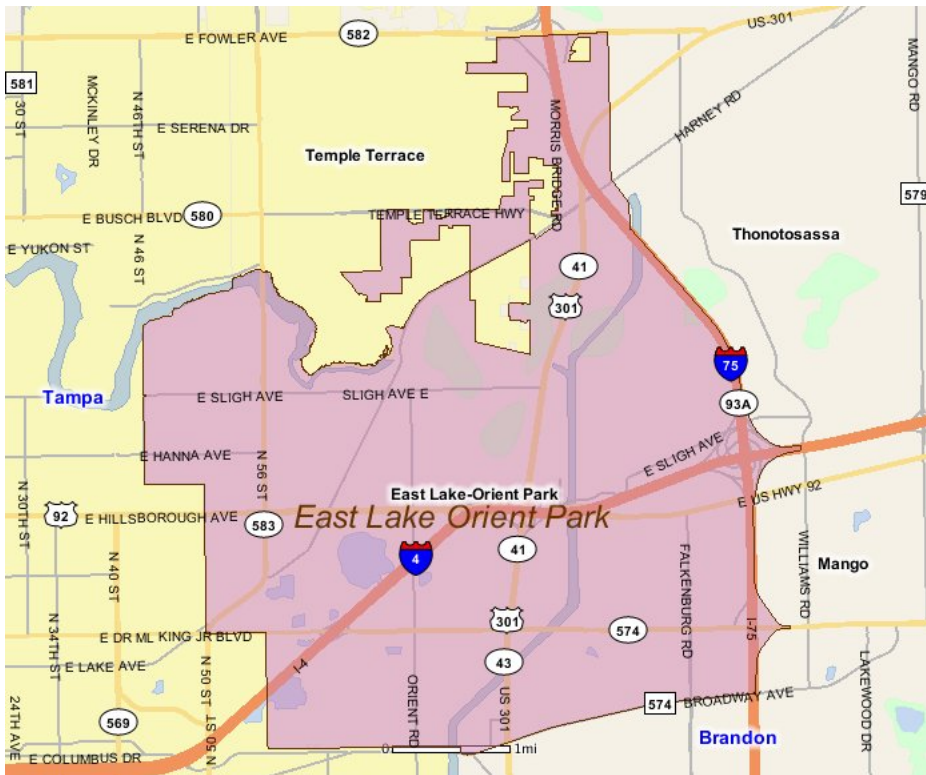 US-301
E FOWLER AVE
582
MANGO RD
581
MCKINLEY DR
N 46TH ST
30 ST
MORRIS BRIDGE RD
HARNEY RD
E SERENA DR
Temple Terrace
579
E BUSCH BLVD
580
TEMPLE TERRACE HWY
E YUKON ST
N 46 ST
Thonotosassa
41
301
75
Tampa
E SLIGH AVE
SLIGH AVE E
93A
E HANNA AVE
N 56 ST
E SLIGH AVE
N 30TH ST
92
East Lake-Orient Park
E US HWY 92
E HILLSBOROUGH AVE
583
East Lake Orient Park
41
4
N 40 ST
FALKENBURG RD
WILLIAMS RD
Mango
N 34TH ST
301
574
I-75
E DR ML KING JR BLVD
E LAKE AVE
I-4
43
N 50 ST
N 50 ST
ORIENT RD
US 301
574
BROADWAY AVE
LAKEWOOD DR
24TH AVE
569
Brandon
E COLUMBUS DR
0
1mi